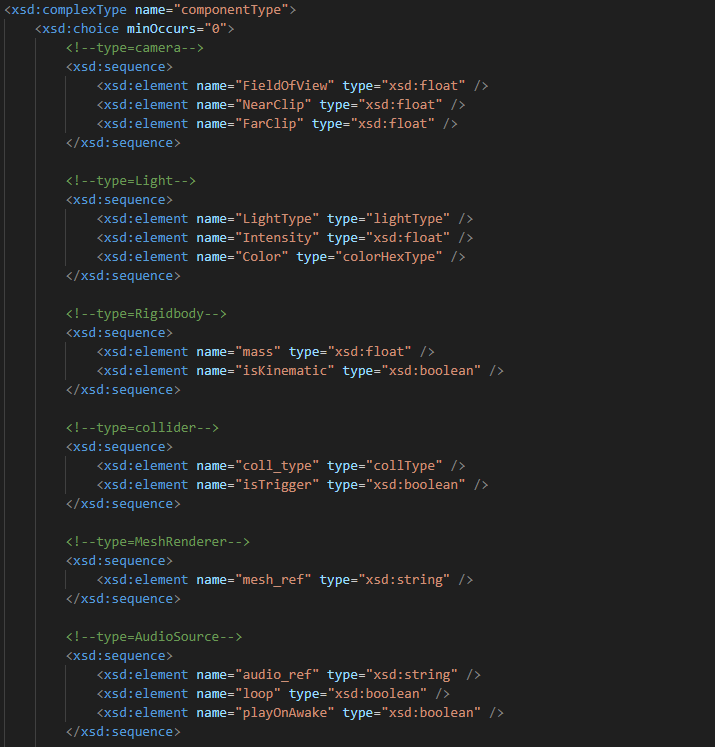 <xsd:complexType name="componentType">
<xsd:choice minOccurs="0">
<!--type=camera-->
<xsd:sequence>
<xsd:element name="FieldOfView" type="xsd:float" />
<xsd:element name="NearClip" type="xsd:float" />
<xsd:element name="FarClip" type="xsd:float" />
</xsd:sequence>
<!--type=Light-->
<xsd:sequence>
<xsd:element name="LightType" type="lightType" />
<xsd:element name="Intensity" type="xsd:float" />
<xsd:element name="Color" type="colorHexType" />
</xsd:sequence>
<!--type=Rigidbody-->
<xsd:sequence>
<xsd:element name="mass" type="xsd:float" />
<xsd:element name="isKinematic" type="xsd:boolean" />
</xsd:sequence>
<!--type=collider-->
<xsd:sequence>
<xsd:element name="coll_type" type="collType" />
<xsd:element name="isTrigger" type="xsd:boolean" />
</xsd:sequence>
<!--type=MeshRenderer-->
<xsd:sequence>
<xsd:element name="mesh_ref" type="xsd:string" />
</xsd:sequence>
<!--type=AudioSource-->
<xsd:sequence>
<xsd:element name="audio_ref" type="xsd:string" />
<xsd:element name="loop" type="xsd:boolean" />
<xsd:element name="playOnAwake" type="xsd:boolean" />
</xsd:sequence>